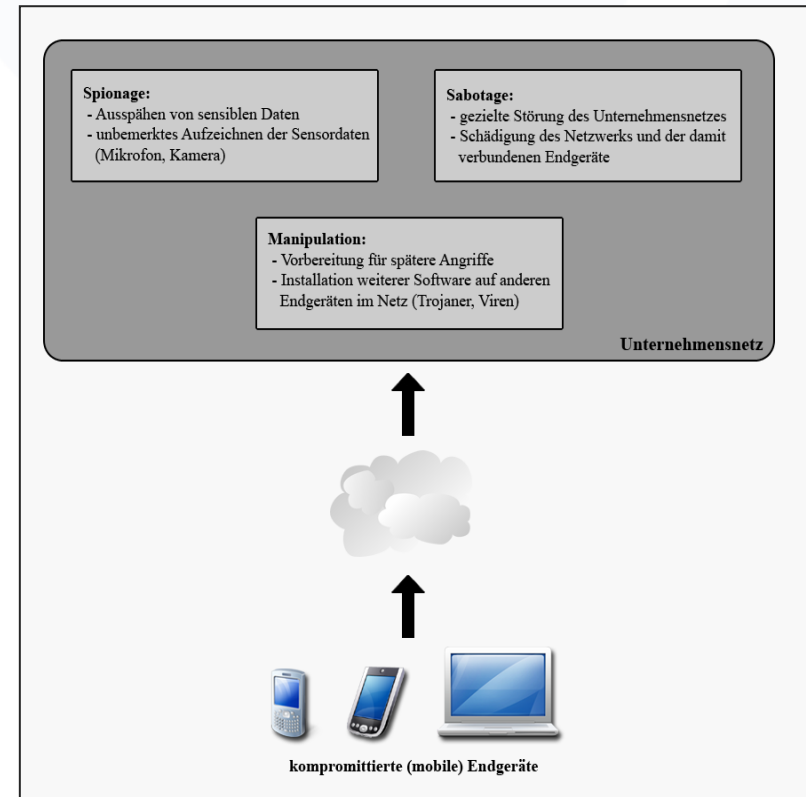 Spionage:
- Ausspähen von sensiblen Daten
- unbemerktes Aufzeichnen der Sensordaten
(Mikrofon, Kamera)
Sabotage:
- gezielte Störung des Unternehmensnetzes
- Schädigung des Netzwerks und der damit
verbundenen Endgeräte
Manipulation:
- Vorbereitung für spätere Angriffe
- Installation weiterer Software auf anderen
Endgeräten im Netz (Trojaner, Viren)
Unternehmensnetz
kompromittierte (mobile) Endgeräte